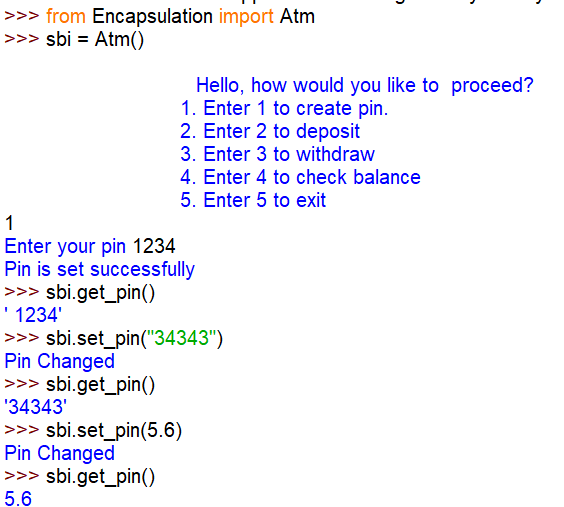 >>> from Encapsulation import Atm
>>> sbi = Atm()
Hello, how would you like to  proceed?
1. Enter 1 to create pin.
2. Enter 2 to deposit
3. Enter 3 to withdraw
4. Enter 4 to check balance
5. Enter 5 to exit
1
Enter your pin 1234
Pin is set successfully
>>> sbi.get_pin()
' 1234'
>>> sbi.set_pin("34343")
Pin Changed
>>> sbi.get_pin()
'34343'
>>> sbi.set_pin(5.6)
Pin Changed
>>> sbi.get_pin()
5.6